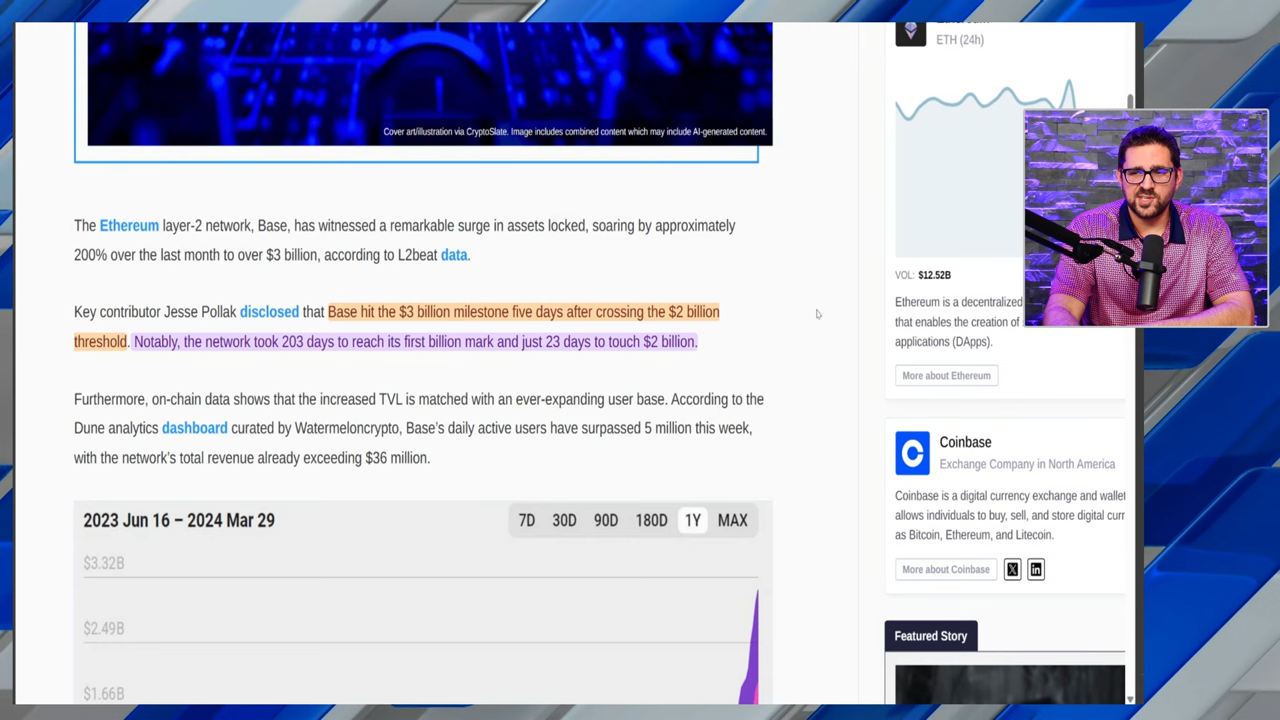 Cover art/illustration via CryptoSlate. Image includes combined content which may include AI-generated content.
The Ethereum layer-2 network, Base, has witnessed a remarkable surge in assets locked, soaring by approximately
200% over the last month to over $3 billion, according to L2beat data.
Key contributor Jesse Pollak disclosed that Base hit the $3 billion milestone five days after crossing the $2 billion
threshold. Notably, the network took 203 days to reach its first billion mark and just 23 days to touch $2 billion.
Furthermore, on-chain data shows that the increased TVL is matched with an ever-expanding user base. According to the
Dune analytics dashboard curated by Watermeloncrypto, Base’s daily active users have surpassed 5 million this week,
with the network’s total revenue already exceeding $36 million.
2023 Jun 16 – 2024 Mar 29
7D 30D 90D 180D 1Y MAX
$3.32B
$2.49B
$1.66B
ETH (24h)
VOL: $12.52B
Ethereum is a decentralized
that enables the creation of
applications (DApps).
More about Ethereum
Coinbase
Exchange Company in North America
Coinbase is a digital currency exchange and wallet
allows individuals to buy, sell, and store digital curr
as Bitcoin, Ethereum, and Litecoin.
More about Coinbase
Featured Story